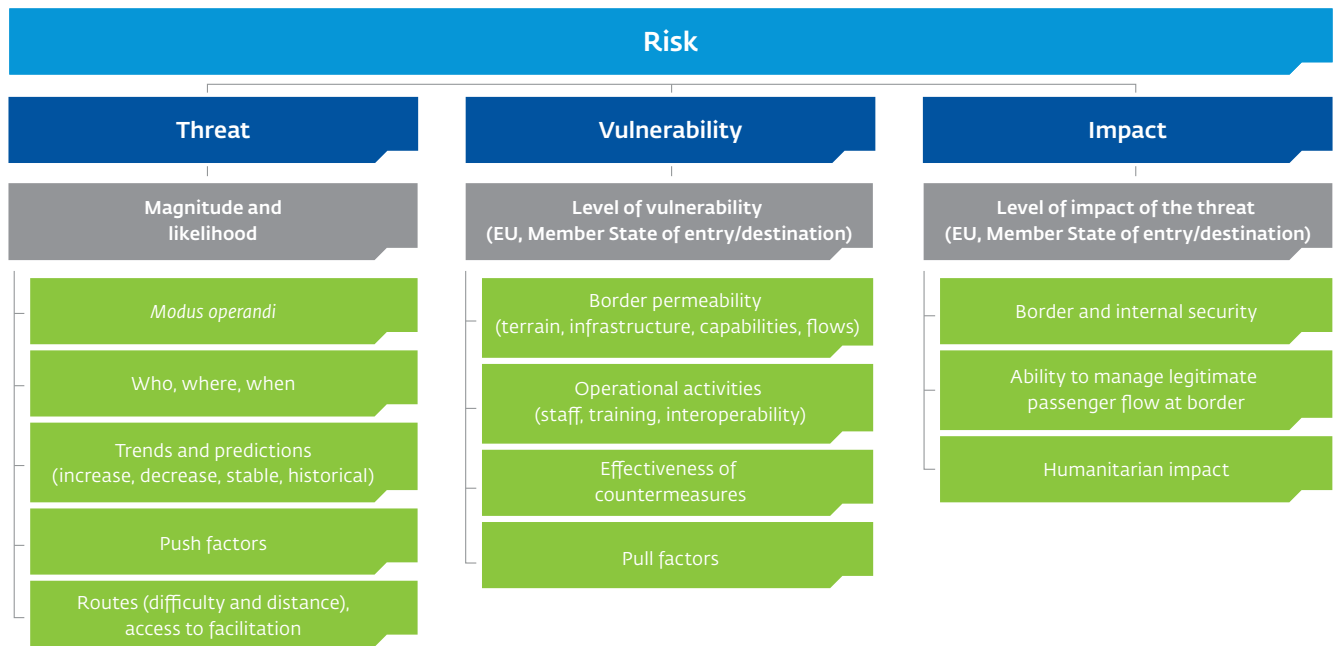 Risk
Threat
Magnitude and
likelihood
Modus operandi
Who, where, when
Trends and predictions
(increase, decrease, stable, historical)
Push factors
Routes (difficulty and distance),
access to facilitation
Vulnerability
Level of vulnerability
(EU, Member State of entry/destination)
Border permeability
(terrain, infrastructure, capabilities, flows)
Operational activities
(staff, training, interoperability)
Effectiveness of
countermeasures
Pull factors
Impact
Level of impact of the threat
(EU, Member State of entry/destination)
Border and internal security
Ability to manage legitimate
passenger flow at border
Humanitarian impact